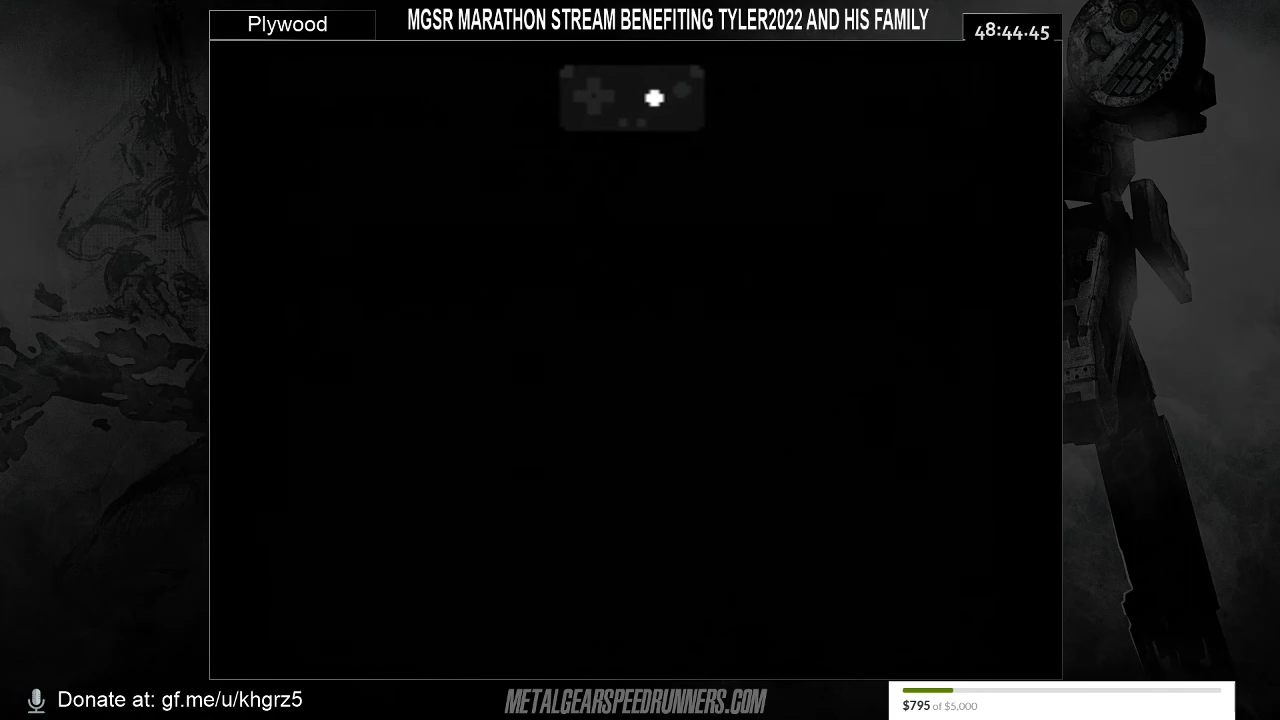 Plywood
MGSR MARATHON STREAM BENEFITING TYLER2022 AND HIS FAMILY
48:44.45
Donate at: gf.me/u/khgrz5
METALGEARSPEEDRUNNERS.COM
$795 of $5,000